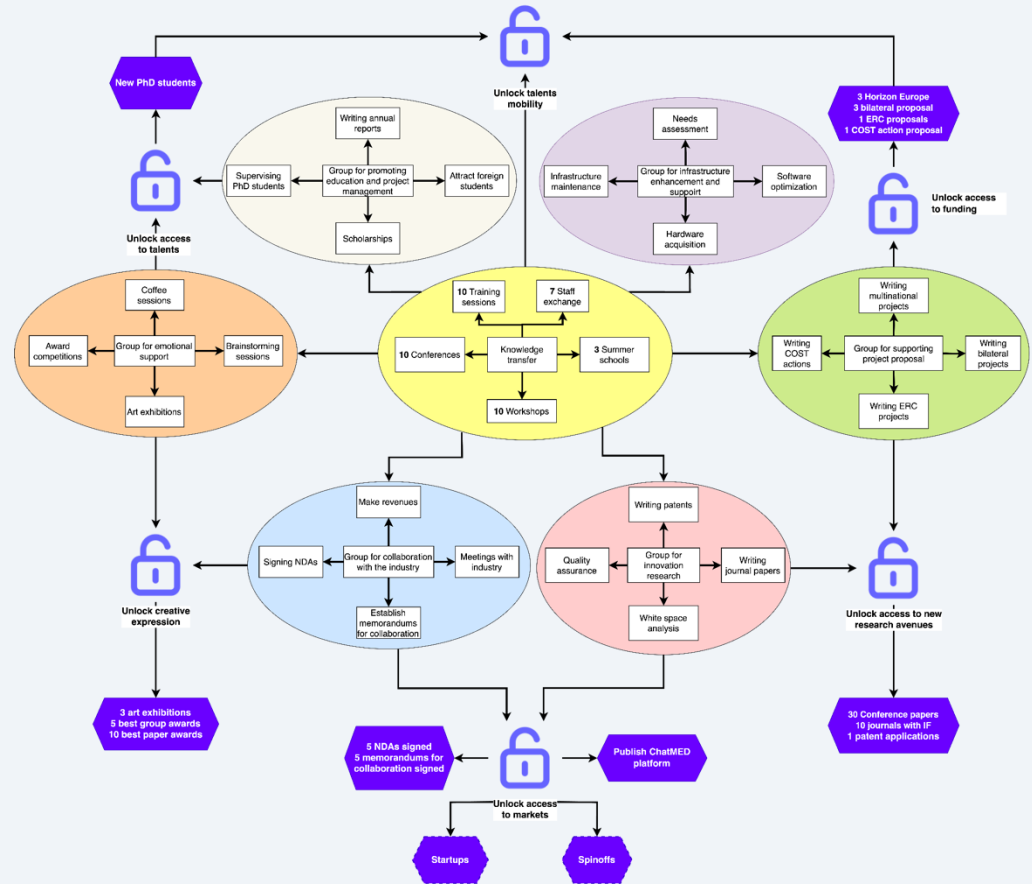 New PhD students
Unlock talents
mobility
3 Horizon Europe
3 bilateral proposal
1 ERC proposals
1 COST action proposal
Writing annual
reports
Supervising
PhD students
Group for promoting
education and project
management
Attract foreign
students
Scholarships
Needs
assessment
Infrastructure
maintenance
Group for infrastructure
enhancement and
suppoirt
Software
optimization
Hardware
acquisition
Unlock access
to funding
Unlock access
to talents
Coffee
sessions
Award
competitions
Group for emotional
support
Brainstorming
sessions
Art exhibitions
10 Training
sessions
7 Staff
exchange
10 Conferences
Knowledge
transfer
3 Summer
schools
10 Workshops
Writing
multinational
projects
Writing
COST
actions
Group for supporting
project proposal
Writing
bilateral
projects
Writing ERC
projects
Make revenues
Signing NDAs
Group for collaboration
with the industry
Meetings with
industry
Establish
memorandums
for collaboration
Writing patents
Quality
assurance
Group for
innovation
research
Writing
journal papers
White space
analysis
Unlock creative
expression
Unlock access to new
research avenues
3 art exhibitions
5 best group awards
10 best paper awards
30 Conference papers
10 journals with IF
1 patent applications
5 NDAs signed
5 memorandums for
collaboration signed
Publish ChatMED
platform
Unlock access
to markets
Startups
Spinoffs